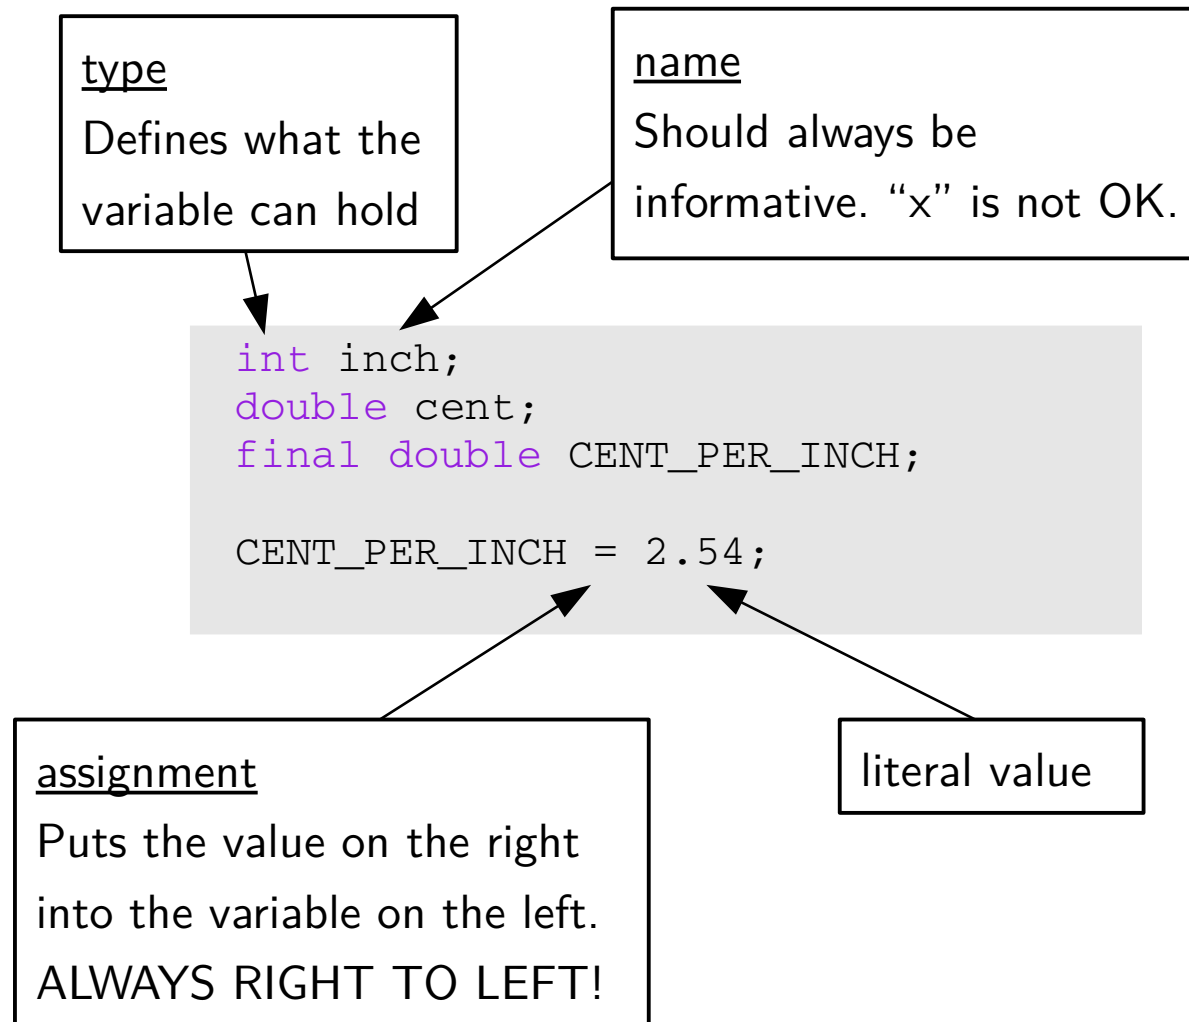 type
Defines what the
variable can hold
name
Should always be
informative. “x” is not OK.
int inch;
double cent;
final double CENT_PER_INCH;
CENT_PER_INCH = 2.54;
assignment
Puts the value on the right
into the variable on the left.
ALWAYS RIGHT TO LEFT!
literal value